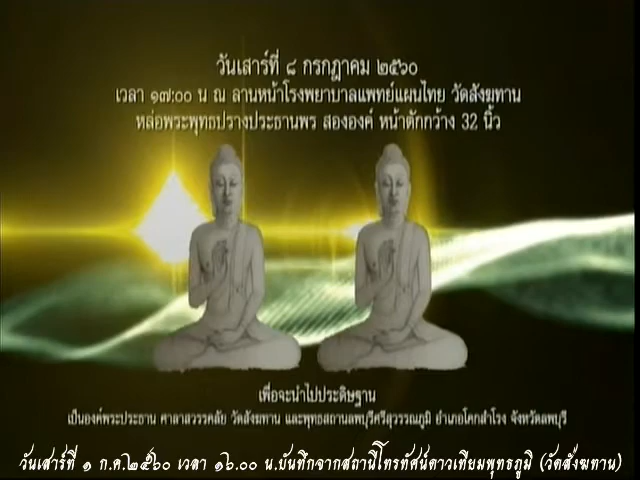 วันเสาร์ที่ ๘ กรกฎาคม ๒๕๖๐
เวลา ๑๗:๐๐ น ณ ลานหน้าโรงพยาบาลแพทย์แผนไทย วัดสังฆทาน
หล่อพระพุทธปรางประธานพร สององค์ หน้าตักกว้าง 32 นิ้ว
เพื่อจะนำไปประดิษฐาน
เป็นองค์พระประธาน ศาลาสวรรคลัย วัดสังฆทาน และพุทธสถานลพบุรีศรีสุวรรณภูมิ อำเภอโคกสำโรง จังหวัดลพบุรี
วันเสาร์ที่ ๑ ก.ค.๒๕๖๐ เวลา ๑๖.๐๐ น.บันทึกจากสถานีโทรทัศน์ดาวเทียมพุทธภูมิ (วัดสังฆทาน)